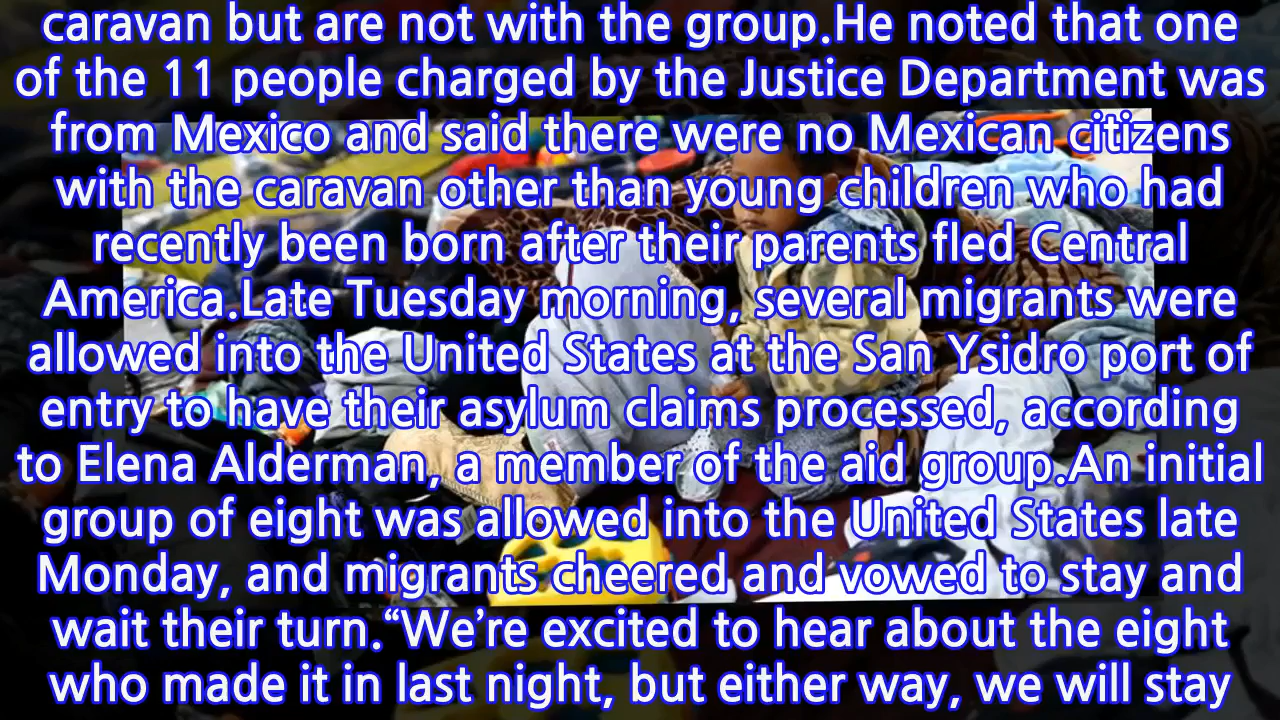 caravan but are not with the group.He noted that one
of the 11 people charged by the Justice Department was
from Mexico and said there were no Mexican citizens
with the caravan other than young children who had
recently been born after their parents fled Central
America.Late Tuesday morning, several migrants were
allowed into the United States at the San Ysidro port of
entry to have their asylum claims processed, according
to Elena Alderman, a member of the aid group.An initial
group of eight was allowed into the United States late
Monday, and migrants cheered and vowed to stay and
wait their turn.“We’re excited to hear about the eight
who made it in last night, but either way, we will stay